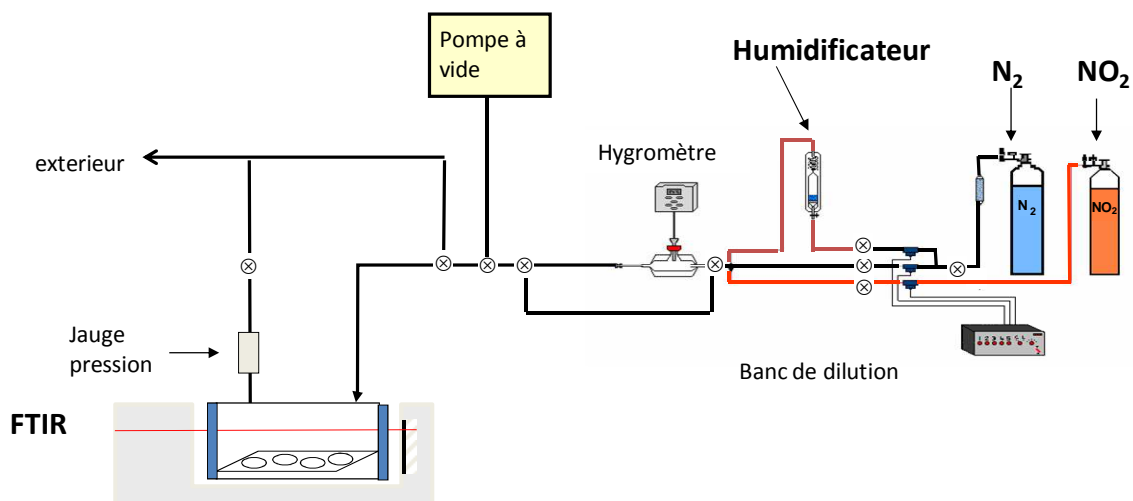 Pompe à
vide
Humidificateur
N2
NO2
exterieur
Hygromètre
N2
NO2
Jauge
pression
Banc de dilution
FTIR